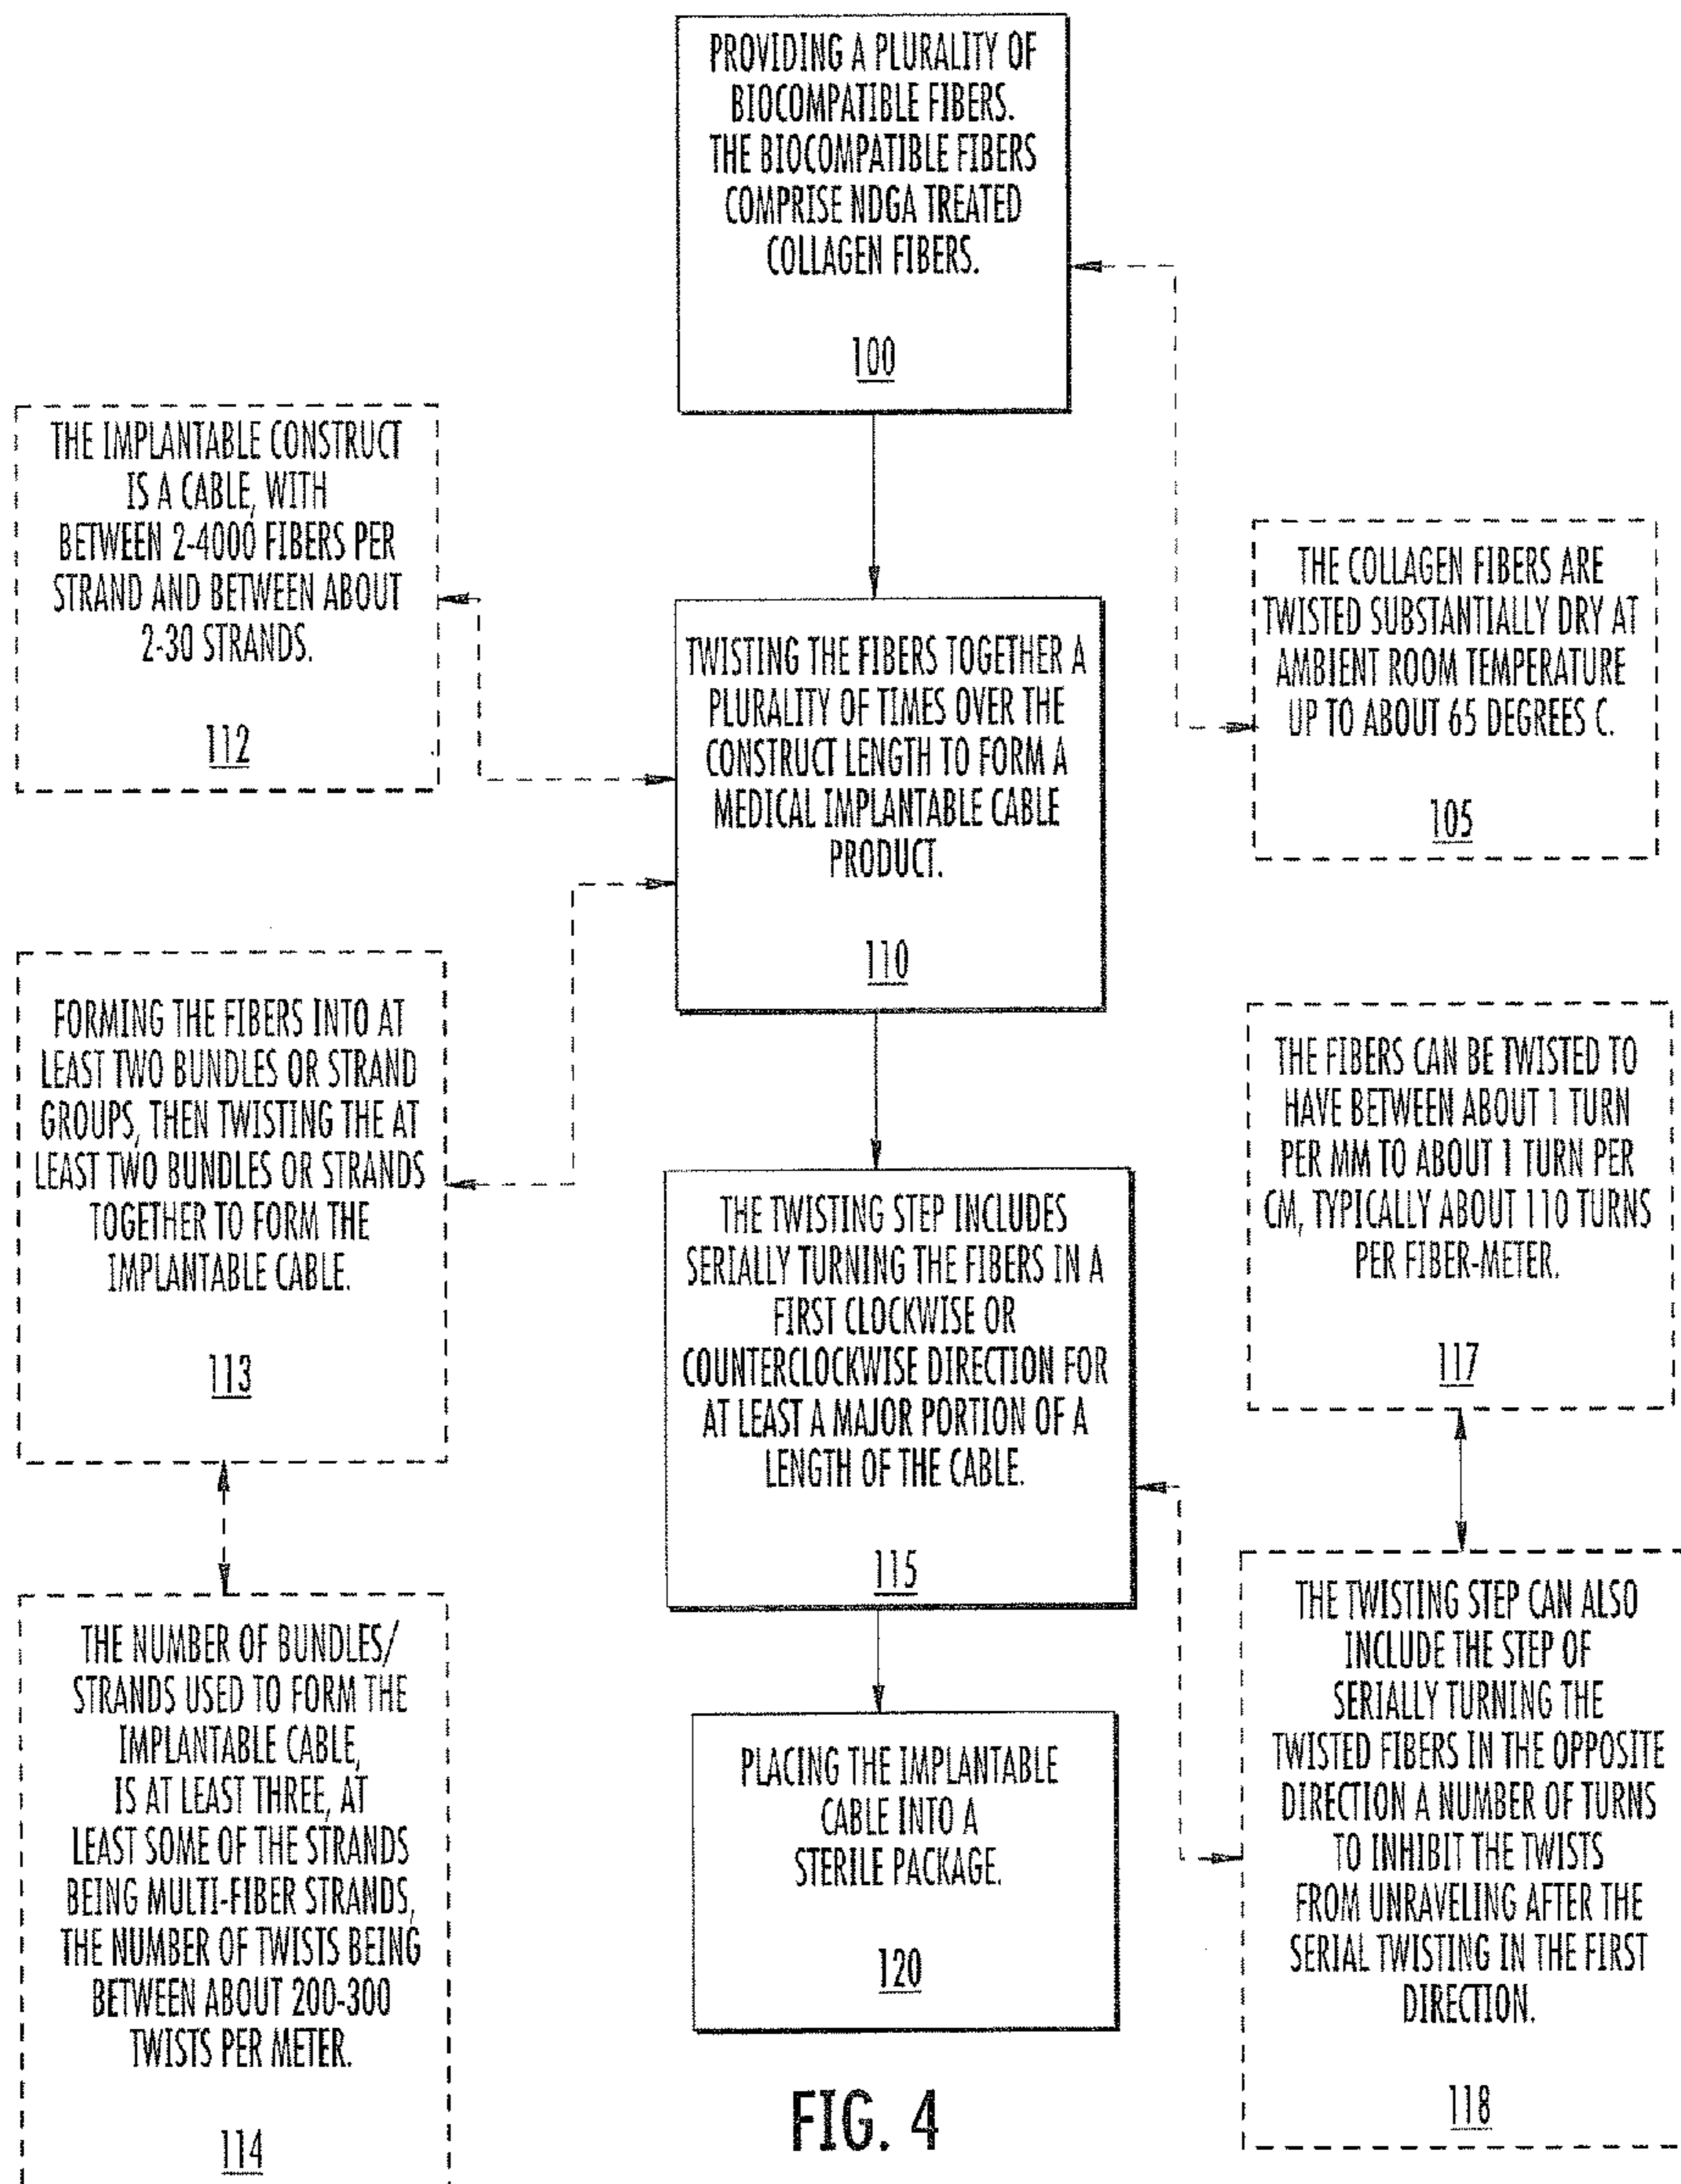 PROVIDING A PLURALITY OF
BIOCOMPATIBLE FIBERS.
THE BIOCOMPATIBLE FIBERS
COMPRISE NDGA TREATED
COLLAGEN FIBERS.
100
THE IMPLANTABLE CONSTRUCT
IS A CABLE, WITH
BETWEEN 2-4000 FIBERS PER
STRAND AND BETWEEN ABOUT
2-30 STRANDS.
112
THE COLLAGEN FIBERS ARE
TWISTED SUBSTANTIALLY DRY AT
AMBIENT ROOM TEMPERATURE
UP TO ABOUT 65 DEGREES C.
105
TWISTING THE FIBERS TOGETHER A
PLURALITY OF TIMES OVER THE
CONSTRUCT LENGTH TO FORM A
MEDICAL IMPLANTABLE CABLE
PRODUCT.
110
FORMING THE FIBERS INTO AT
LEAST TWO BUNDLES OR STRAND
GROUPS, THEN TWISTING THE AT
LEAST TWO BUNDLES OR STRANDS
TOGETHER TO FORM THE
IMPLANTABLE CABLE.
113
THE FIBERS CAN BE TWISTED TO
HAVE BETWEEN ABOUT 1 TURN
PER MM TO ABOUT 1 TURN PER
CM, TYPICALLY ABOUT 110 TURNS
PER FIBER-METER.
117
THE TWISTING STEP INCLUDES
SERIALLY TURNING THE FIBERS IN A
FIRST CLOCKWISE OR
COUNTERCLOCKWISE DIRECTION FOR
AT LEAST A MAJOR PORTION OF A
LENGTH OF THE CABLE.
115
THE NUMBER OF BUNDLES/
STRANDS USED TO FORM THE
IMPLANTABLE CABLE,
IS AT LEAST THREE, AT
LEAST SOME OF THE STRANDS
BEING MULTI-FIBER STRANDS,
THE NUMBER OF TWISTS BEING
BETWEEN ABOUT 200-300
TWISTS PER METER.
114
THE TWISTING STEP CAN ALSO
INCLUDE THE STEP OF
SERIALLY TURNING THE
TWISTED FIBERS IN THE OPPOSITE
DIRECTION A NUMBER OF TURNS
TO INHIBIT THE TWISTS
FROM UNRAVELING AFTER THE
SERIAL TWISTING IN THE FIRST
DIRECTION.
118
PLACING THE IMPLANTABLE
CABLE INTO A
STERILE PACKAGE.
120
FIG. 4